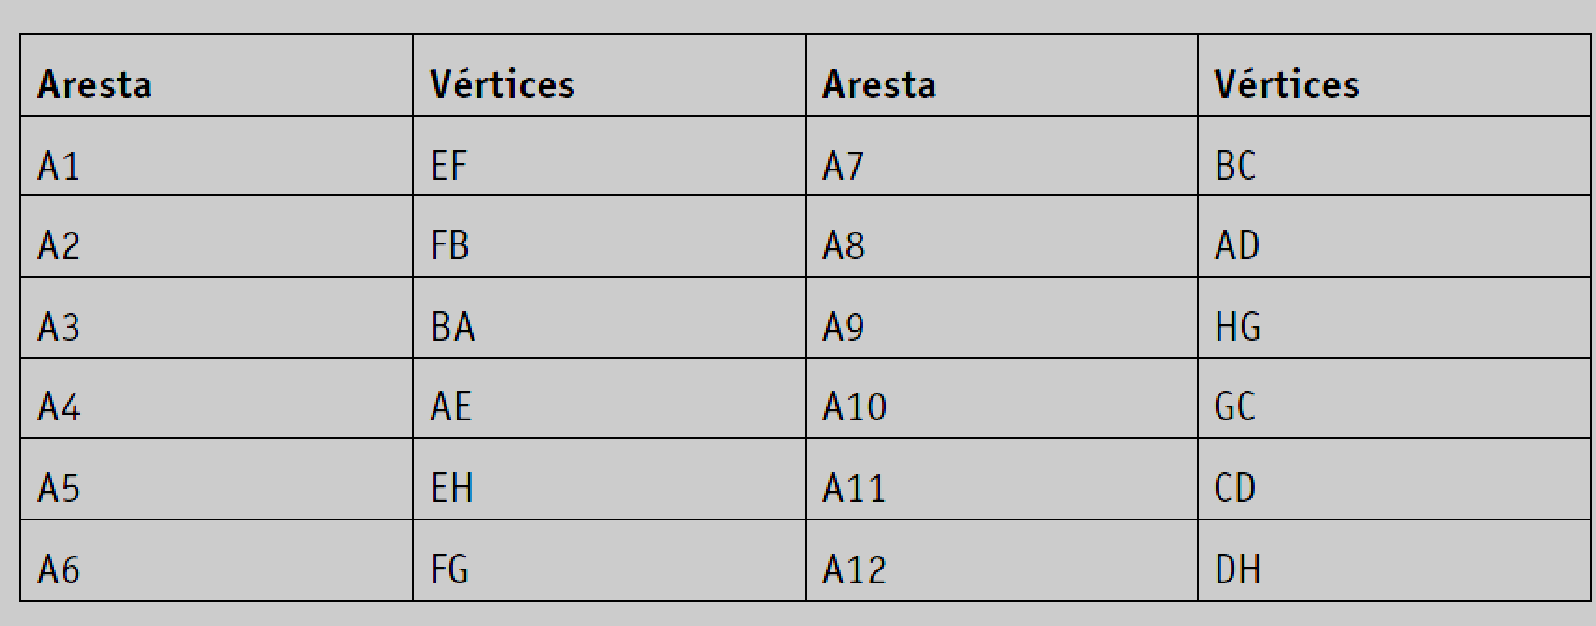 Aresta Vértices Aresta Vértices
A1 EF A7 BC
A2 FB A8 AD
A3 BA A9 HG
A4 AE A10 GC
A5 EH A11 CD
A6 FG A12 DH